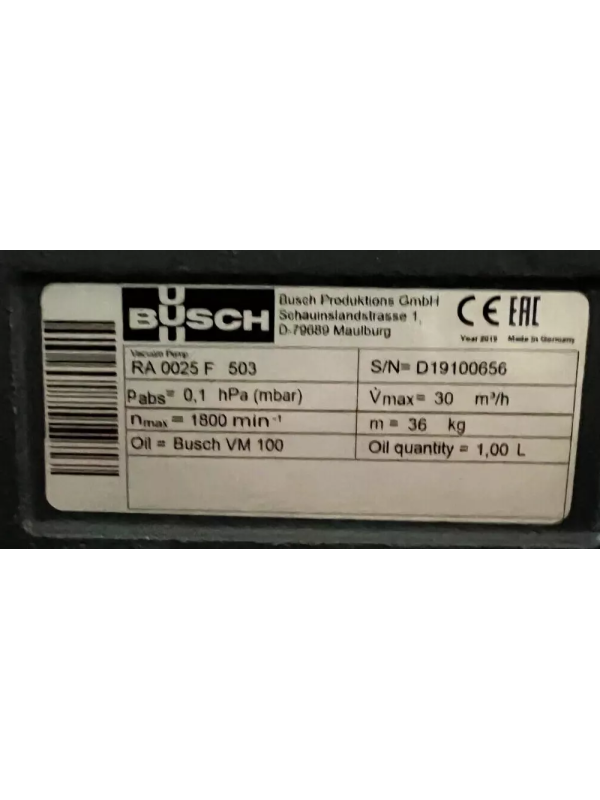 BUSCH
Busch Produktions GmbH
Schauinslandstrasse 1,
D-79689 Maulburg
CE EAC
Year 2019 Made in Germany
Vacuum Pump
RA 0025 F 503
S/N= D19100656
Pabs= 0,1 hPa (mbar)
V̇max= 30 m³/h
nmax= 1800 min⁻¹
m = 36 kg
Oil = Busch VM 100
Oil quantity = 1,00 L